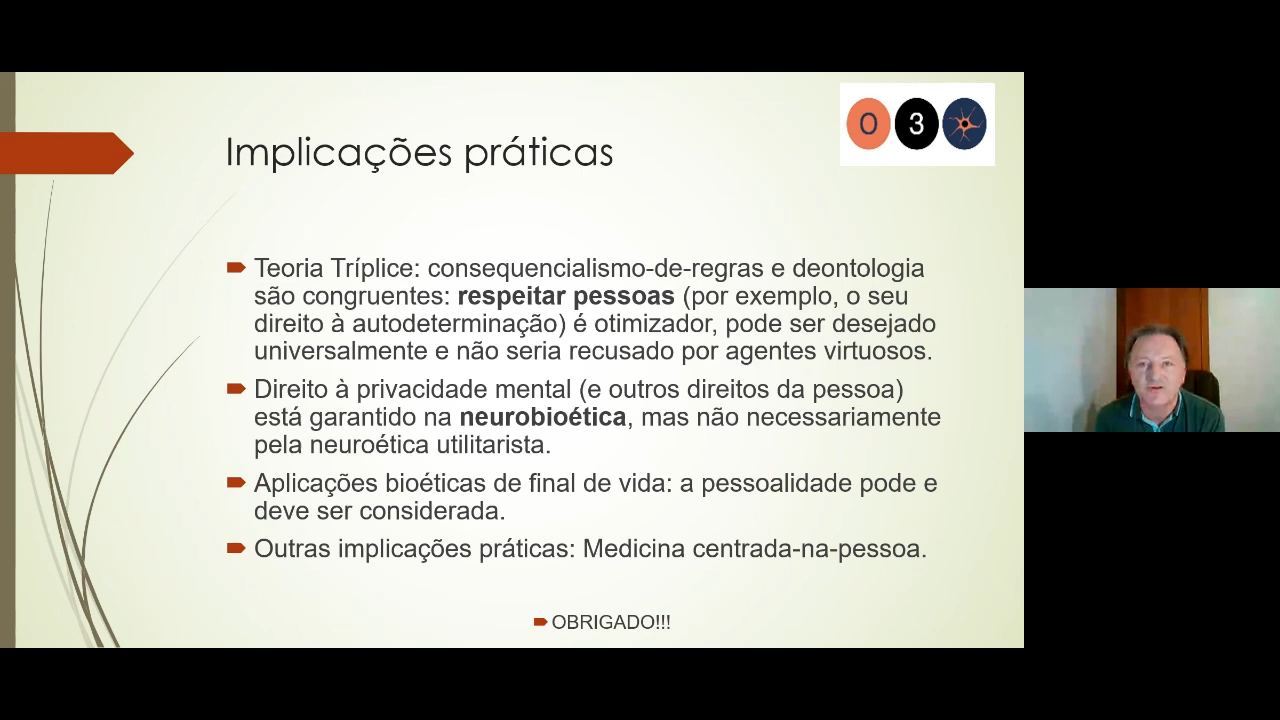 Implicações práticas
O 3
Teoria Tríplice: consequencialismo-de-regras e deontologia
são congruentes: respeitar pessoas (por exemplo, o seu
direito à autodeterminação) é otimizador, pode ser desejado
universalmente e não seria recusado por agentes virtuosos.
Direito à privacidade mental (e outros direitos da pessoa)
está garantido na neurobioética, mas não necessariamente
pela neuroética utilitarista.
Aplicações bioéticas de final de vida: a pessoalidade pode e
deve ser considerada.
Outras implicações práticas: Medicina centrada-na-pessoa.
OBRIGADO!!!